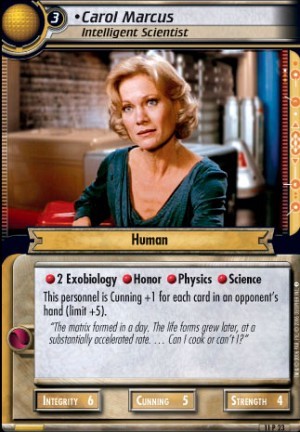 3 •Carol Marcus
Intelligent Scientist
Human
2 Exobiology Honor Physics Science
This personnel is Cunning +1 for each card in an opponent's
hand (limit +5).
"The matrix formed in a day. The life forms grew later, at a
substantially accelerated rate. … Can I cook or can't I?"
INTEGRITY 6 CUNNING 5 STRENGTH 4
11 P 25